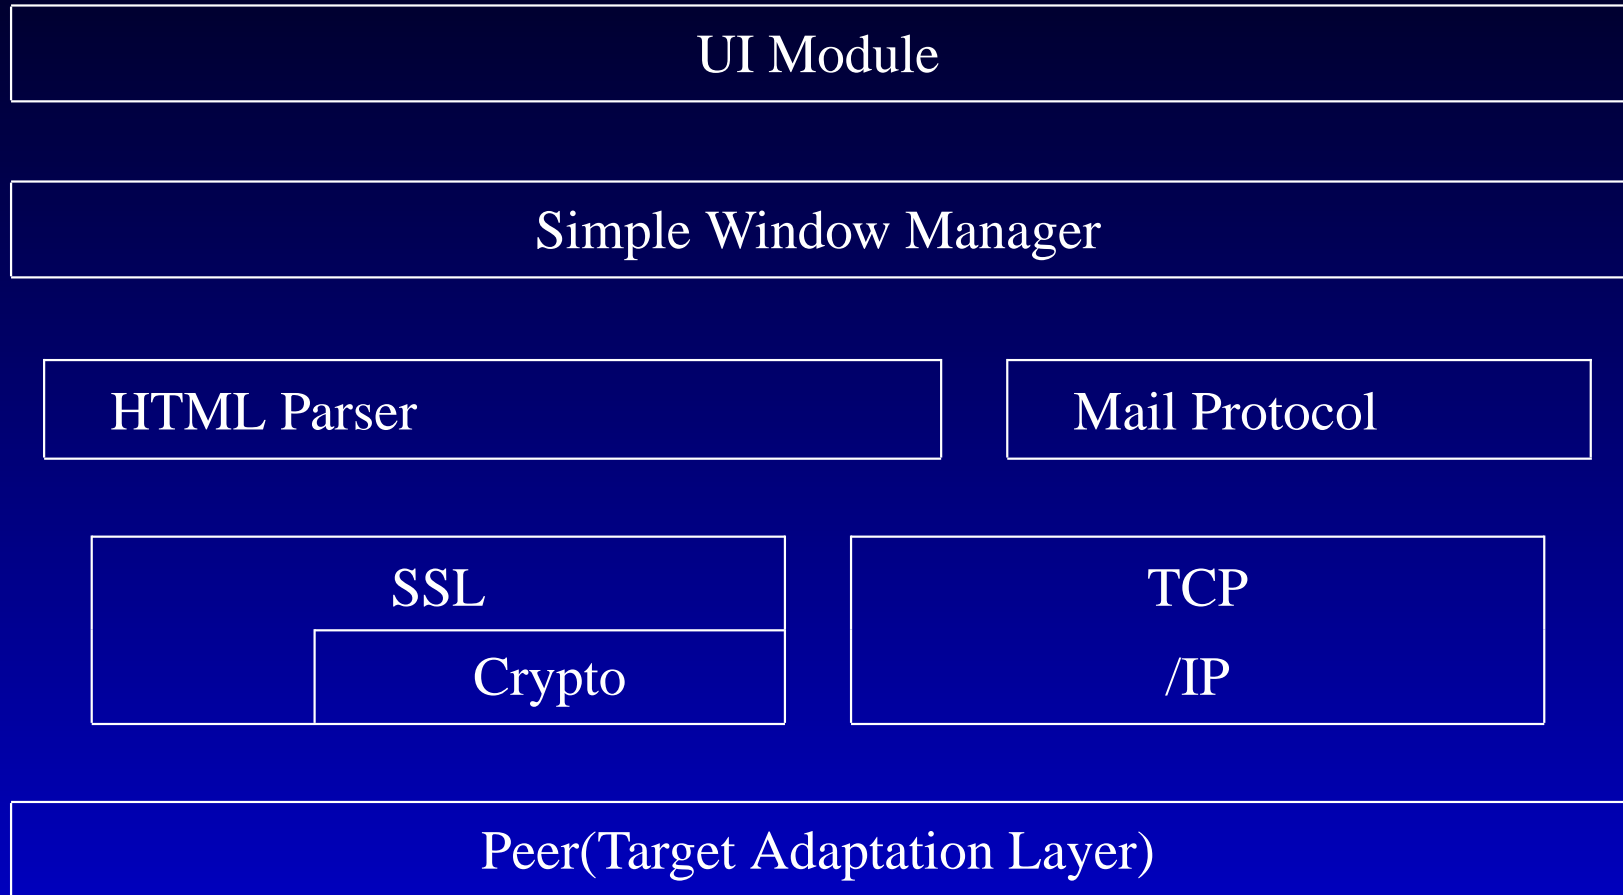 UI Module
Simple Window Manager
HTML Parser
Mail Protocol
SSL
Crypto
TCP
/IP
Peer(Target Adaptation Layer)